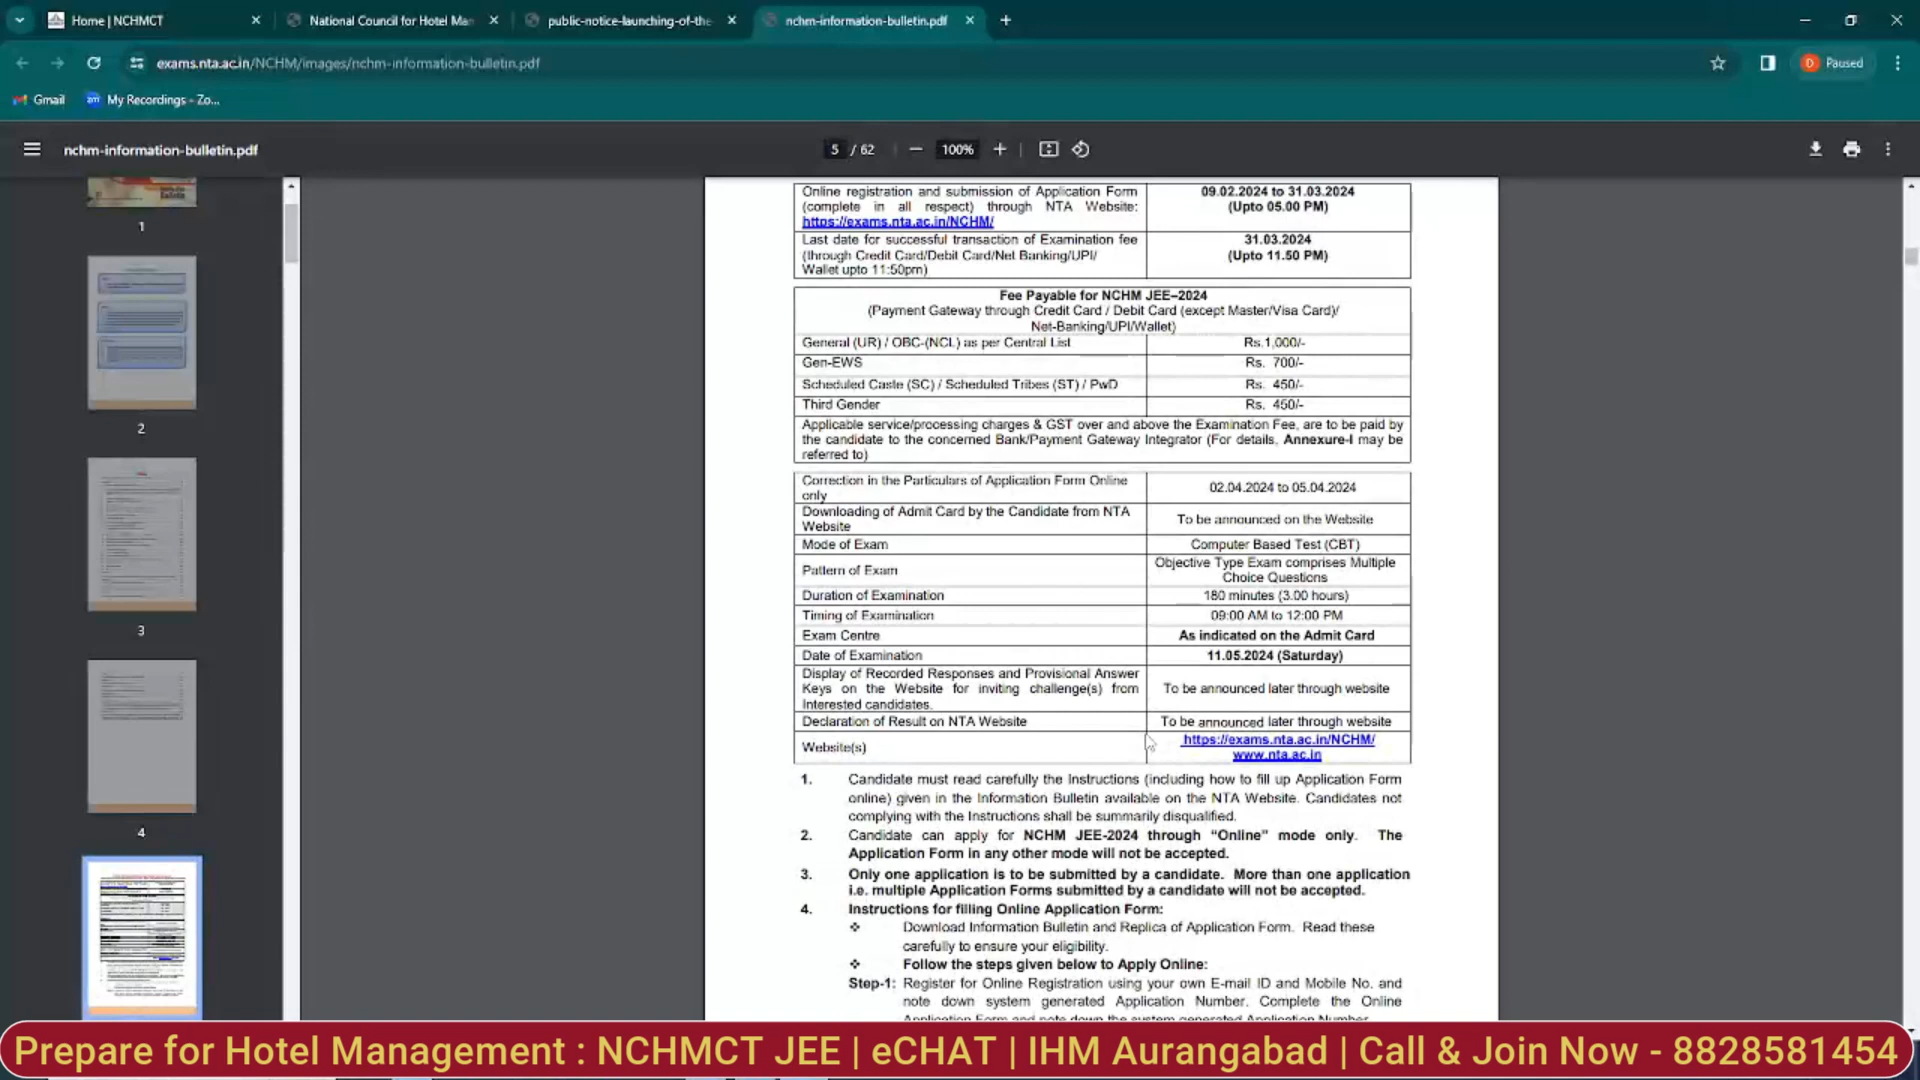 Home | NCHMCT
National Council for Hotel Man
public-notice-launching-of-the
nchm-information-bulletin.pdf
exams.nta.ac.in/NCHM/images/nchm-information-bulletin.pdf
D Paused
Gmail
My Recordings - Zo...
nchm-information-bulletin.pdf
5 / 62
100%
1
2
3
4
Online registration and submission of Application Form
(complete in all respect) through NTA Website:
https://exams.nta.ac.in/NCHM/
09.02.2024 to 31.03.2024
(Upto 05.00 PM)
Last date for successful transaction of Examination fee
(through Credit Card/Debit Card/Net Banking/UPI/
Wallet upto 11:50pm)
31.03.2024
(Upto 11.50 PM)
Fee Payable for NCHM JEE–2024
(Payment Gateway through Credit Card / Debit Card (except Master/Visa Card)/
Net-Banking/UPI/Wallet)
General (UR) / OBC-(NCL) as per Central List
Rs.1,000/-
Gen-EWS
Rs. 700/-
Scheduled Caste (SC) / Scheduled Tribes (ST) / PwD
Rs. 450/-
Third Gender
Rs. 450/-
Applicable service/processing charges & GST over and above the Examination Fee, are to be paid by
the candidate to the concerned Bank/Payment Gateway Integrator (For details, Annexure-I may be
referred to)
Correction in the Particulars of Application Form Online
only
02.04.2024 to 05.04.2024
Downloading of Admit Card by the Candidate from NTA
Website
To be announced on the Website
Mode of Exam
Computer Based Test (CBT)
Pattern of Exam
Objective Type Exam comprises Multiple
Choice Questions
Duration of Examination
180 minutes (3.00 hours)
Timing of Examination
09:00 AM to 12:00 PM
Exam Centre
As indicated on the Admit Card
Date of Examination
11.05.2024 (Saturday)
Display of Recorded Responses and Provisional Answer
Keys on the Website for inviting challenge(s) from
Interested candidates.
To be announced later through website
Declaration of Result on NTA Website
To be announced later through website
Website(s)
https://exams.nta.ac.in/NCHM/
www.nta.ac.in
1. Candidate must read carefully the Instructions (including how to fill up Application Form
online) given in the Information Bulletin available on the NTA Website. Candidates not
complying with the Instructions shall be summarily disqualified.
2. Candidate can apply for NCHM JEE-2024 through “Online” mode only. The
Application Form in any other mode will not be accepted.
3. Only one application is to be submitted by a candidate. More than one application
i.e. multiple Application Forms submitted by a candidate will not be accepted.
4. Instructions for filling Online Application Form:
❖ Download Information Bulletin and Replica of Application Form. Read these
carefully to ensure your eligibility.
❖ Follow the steps given below to Apply Online:
Step-1: Register for Online Registration using your own E-mail ID and Mobile No. and
note down system generated Application Number. Complete the Online
Application Form and note down the system generated Application Number
Prepare for Hotel Management : NCHMCT JEE | eCHAT | IHM Aurangabad | Call & Join Now - 8828581454